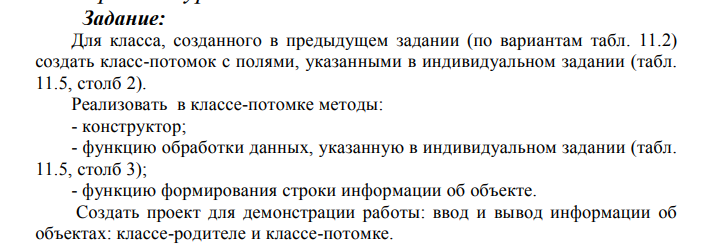 Задание:
Для класса, созданного в предыдущем задании (по вариантам табл. 11.2)
создать класс-потомок с полями, указанными в индивидуальном задании (табл.
11.5, столб 2).
Реализовать в классе-потомке методы:
- конструктор;
- функцию обработки данных, указанную в индивидуальном задании (табл.
11.5, столб 3);
- функцию формирования строки информации об объекте.
Создать проект для демонстрации работы: ввод и вывод информации об
объектах: классе-родителе и классе-потомке.